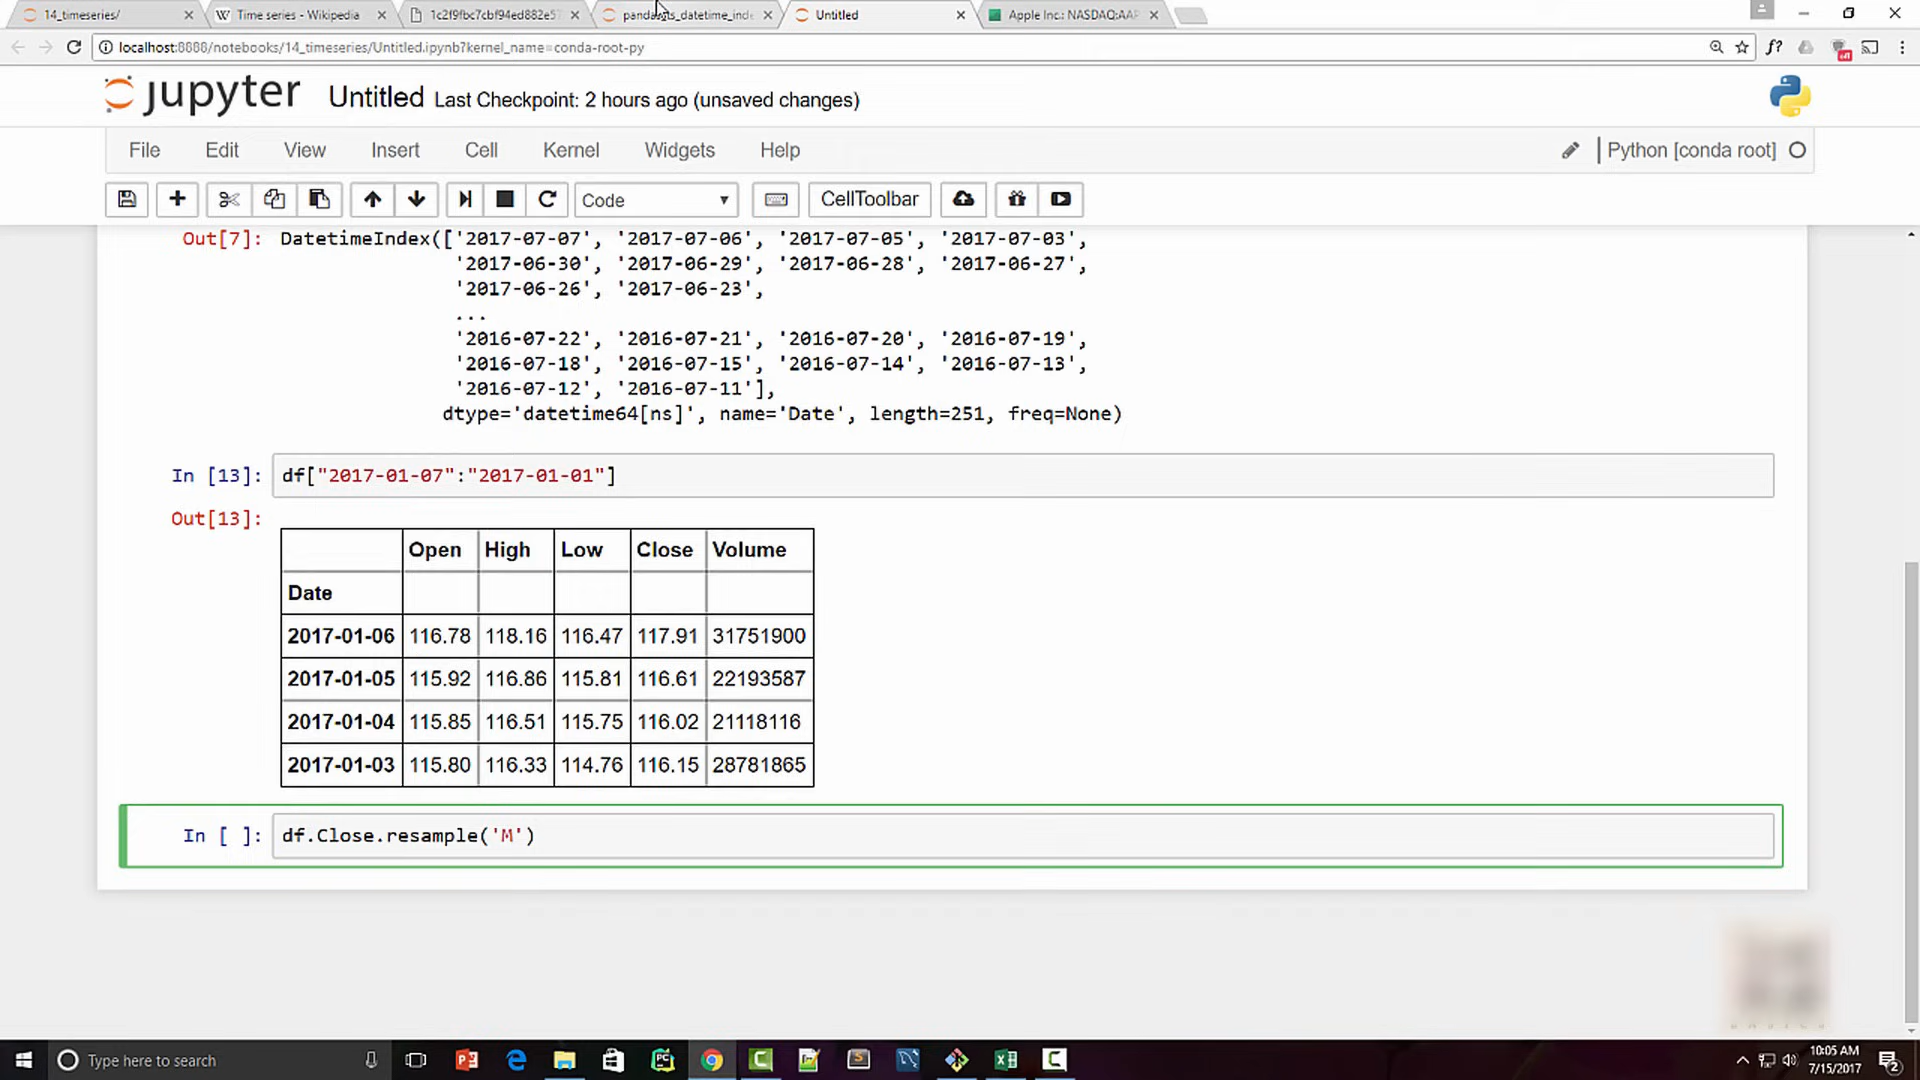 14_timeseries/
Time series - Wikipedia
1c2f9fbc7cbf94ed882e57
Untitled
Apple Inc.: NASDAQ:AAP
localhost:8888/notebooks/14_timeseries/Untitled.ipynb?kernel_name=conda-root-py
jupyter Untitled Last Checkpoint: 2 hours ago (unsaved changes)
File Edit View Insert Cell Kernel Widgets Help Python [conda root]
Code CellToolbar
Out[7]: DatetimeIndex(['2017-07-07', '2017-07-06', '2017-07-05', '2017-07-03',
'2017-06-30', '2017-06-29', '2017-06-28', '2017-06-27',
'2017-06-26', '2017-06-23',
...
'2016-07-22', '2016-07-21', '2016-07-20', '2016-07-19',
'2016-07-18', '2016-07-15', '2016-07-14', '2016-07-13',
'2016-07-12', '2016-07-11'],
dtype='datetime64[ns]', name='Date', length=251, freq=None)
In [13]: df["2017-01-07":"2017-01-01"]
Out[13]:
Open High Low Close Volume
Date
2017-01-06 116.78 118.16 116.47 117.91 31751900
2017-01-05 115.92 116.86 115.81 116.61 22193587
2017-01-04 115.85 116.51 115.75 116.02 21118116
2017-01-03 115.80 116.33 114.76 116.15 28781865
In [ ]: df.Close.resample('M')
Type here to search
10:05 AM
7/15/2017